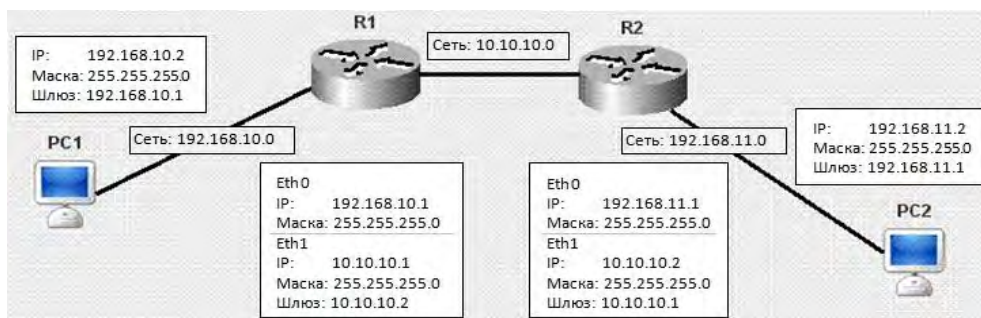 R1
R2
Сеть: 10.10.10.0
IP: 192.168.10.2
Маска: 255.255.255.0
Шлюз: 192.168.10.1
PC1
Сеть: 192.168.10.0
Сеть: 192.168.11.0
IP: 192.168.11.2
Маска: 255.255.255.0
Шлюз: 192.168.11.1
PC2
Eth0
IP: 192.168.10.1
Маска: 255.255.255.0
Eth1
IP: 10.10.10.1
Маска: 255.255.255.0
Шлюз: 10.10.10.2
Eth0
IP: 192.168.11.1
Маска: 255.255.255.0
Eth1
IP: 10.10.10.2
Маска: 255.255.255.0
Шлюз: 10.10.10.1